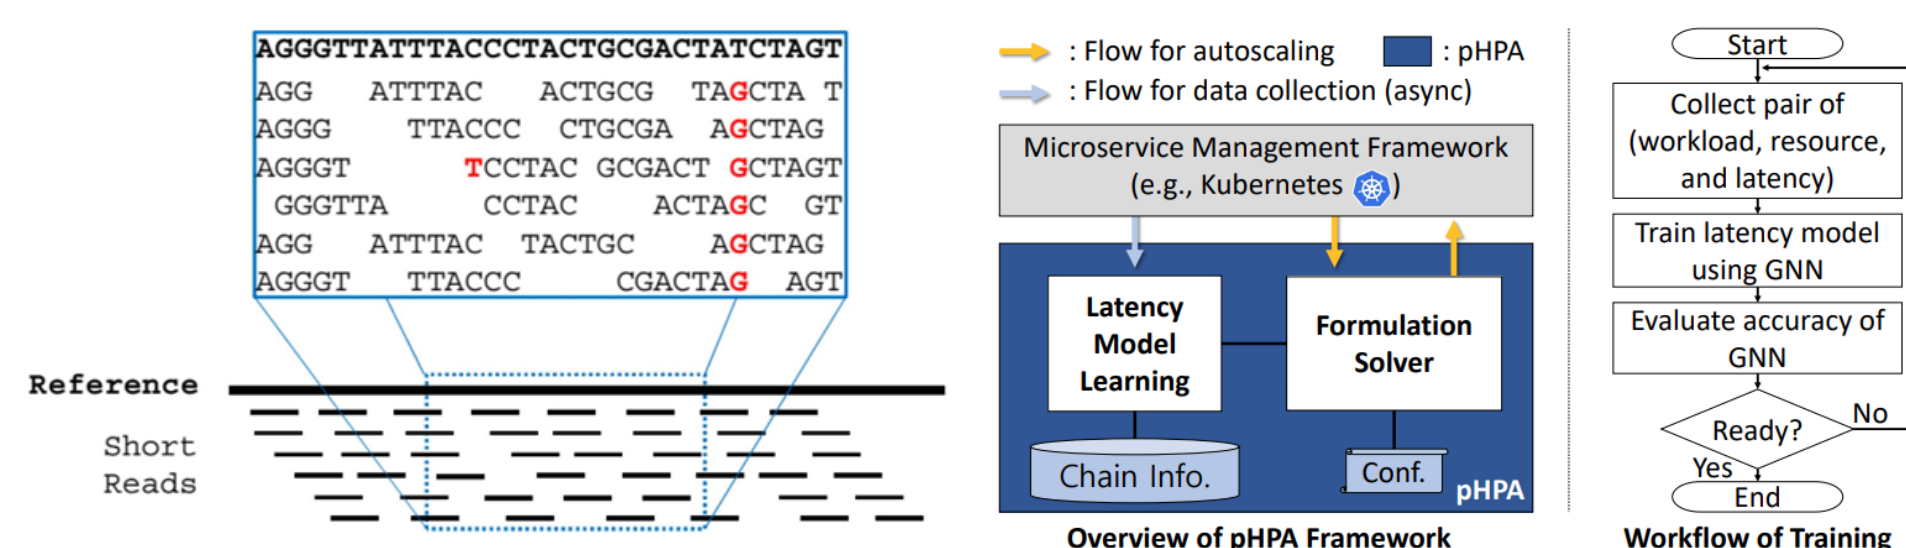 AGGGTTATTTACCCTACTGCGACTATCTAGT
AGG ATTTAC ACTGCG TAGCTA T
AGGG TTACCC CTGCGA AGCTAG
AGGGT TCCTAC GCGACT GCTAGT
GGGTTA CCTAC ACTAGC GT
AGG ATTTAC TACTGC AGCTAG
AGGGT TTACCC CGACTAG AGT
Reference
Short
Reads
: Flow for autoscaling : pHPA
: Flow for data collection (async)
Microservice Management Framework
(e.g., Kubernetes )
Latency
Model
Learning
Formulation
Solver
Chain Info.
Conf.
pHPA
Overview of pHPA Framework
Start
Collect pair of
(workload, resource,
and latency)
Train latency model
using GNN
Evaluate accuracy of
GNN
Ready?
No
Yes
End
Workflow of Training